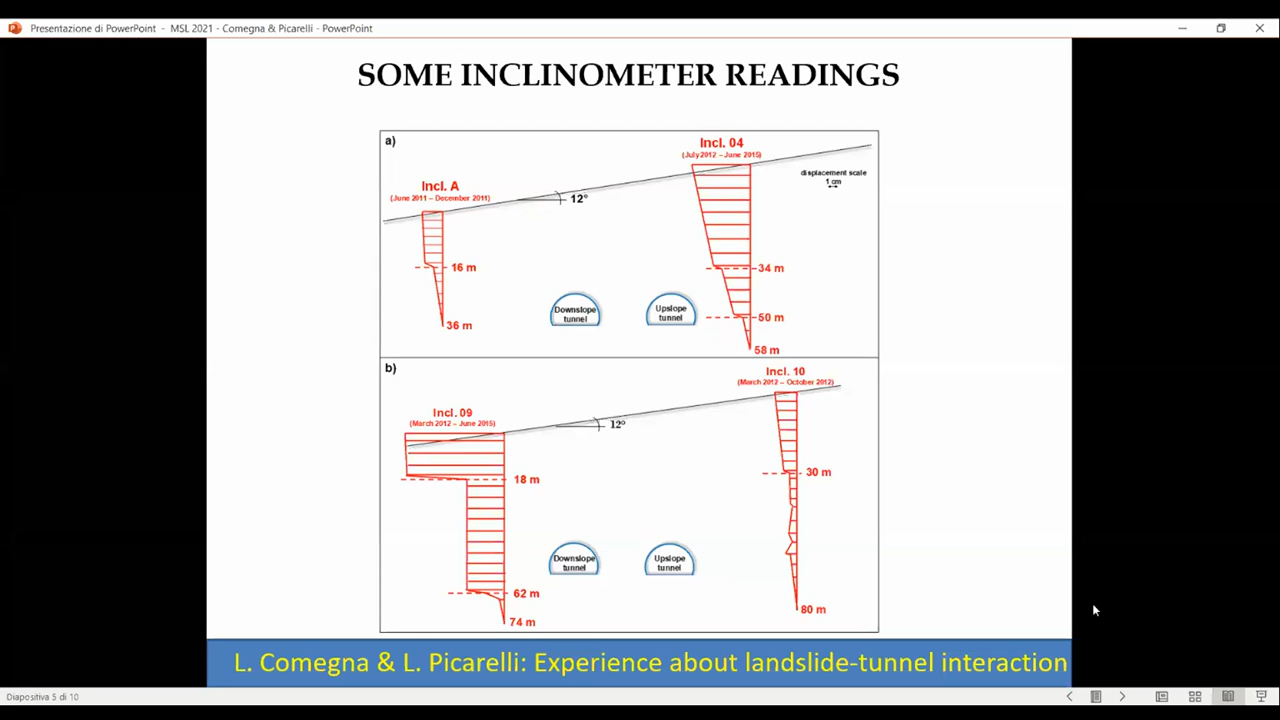 Presentazione di PowerPoint - MSL 2021 - Comegna & Picarelli - PowerPoint
SOME INCLINOMETER READINGS
a)
Incl. 04
(July 2012 – June 2015)
displacement scale
1 cm
Incl. A
(June 2011 – December 2011)
12°
16 m
34 m
Downslope
tunnel
Upslope
tunnel
50 m
36 m
58 m
b)
Incl. 10
(March 2012 – October 2012)
Incl. 09
(March 2012 – June 2015)
12°
30 m
18 m
Downslope
tunnel
Upslope
tunnel
62 m
80 m
74 m
L. Comegna & L. Picarelli: Experience about landslide-tunnel interaction
Diapositiva 5 di 10